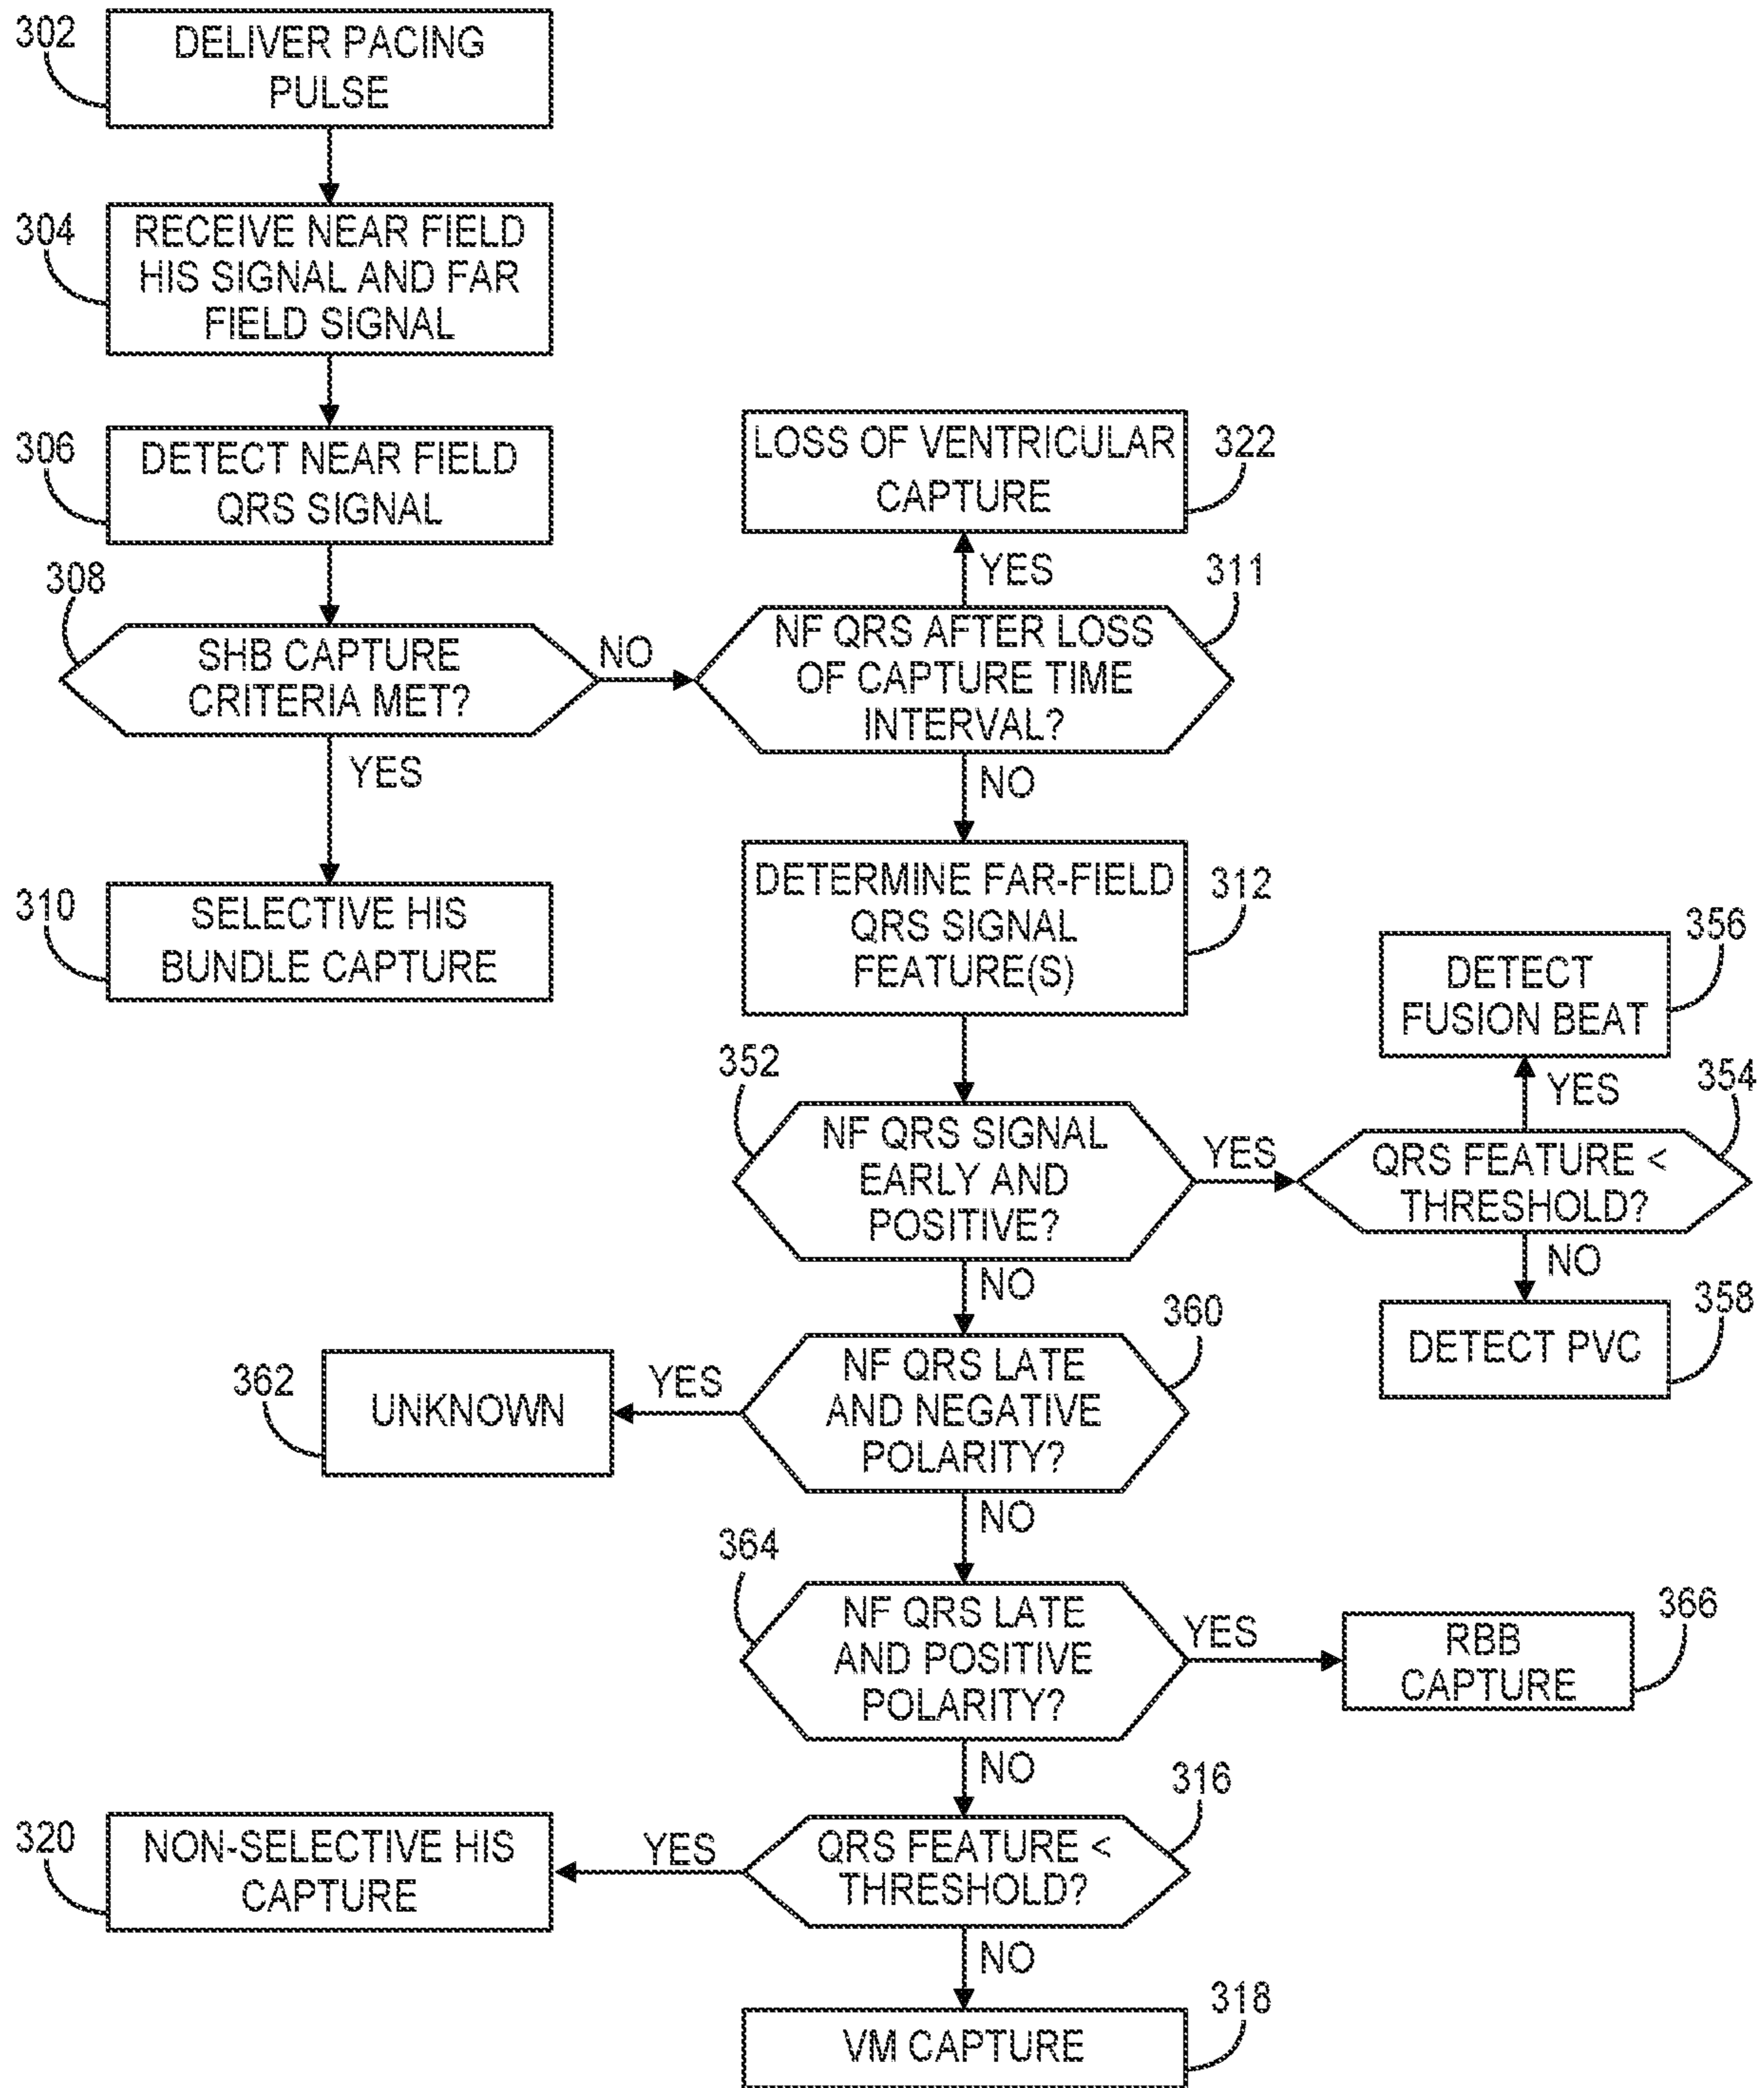 302
DELIVER PACING
PULSE
304
RECEIVE NEAR FIELD
HIS SIGNAL AND FAR
FIELD SIGNAL
306
DETECT NEAR FIELD
QRS SIGNAL
LOSS OF VENTRICULAR
CAPTURE
322
308
SHB CAPTURE
CRITERIA MET?
NO
YES
YES
311
NF QRS AFTER LOSS
OF CAPTURE TIME
INTERVAL?
NO
310
SELECTIVE HIS
BUNDLE CAPTURE
DETERMINE FAR-FIELD
QRS SIGNAL
FEATURE(S)
312
356
DETECT
FUSION BEAT
352
NF QRS SIGNAL
EARLY AND
POSITIVE?
YES
YES
354
QRS FEATURE <
THRESHOLD?
NO
NO
358
DETECT PVC
360
NF QRS LATE
AND NEGATIVE
POLARITY?
YES
362
UNKNOWN
NO
364
NF QRS LATE
AND POSITIVE
POLARITY?
YES
366
RBB
CAPTURE
NO
316
QRS FEATURE <
THRESHOLD?
YES
320
NON-SELECTIVE HIS
CAPTURE
NO
318
VM CAPTURE